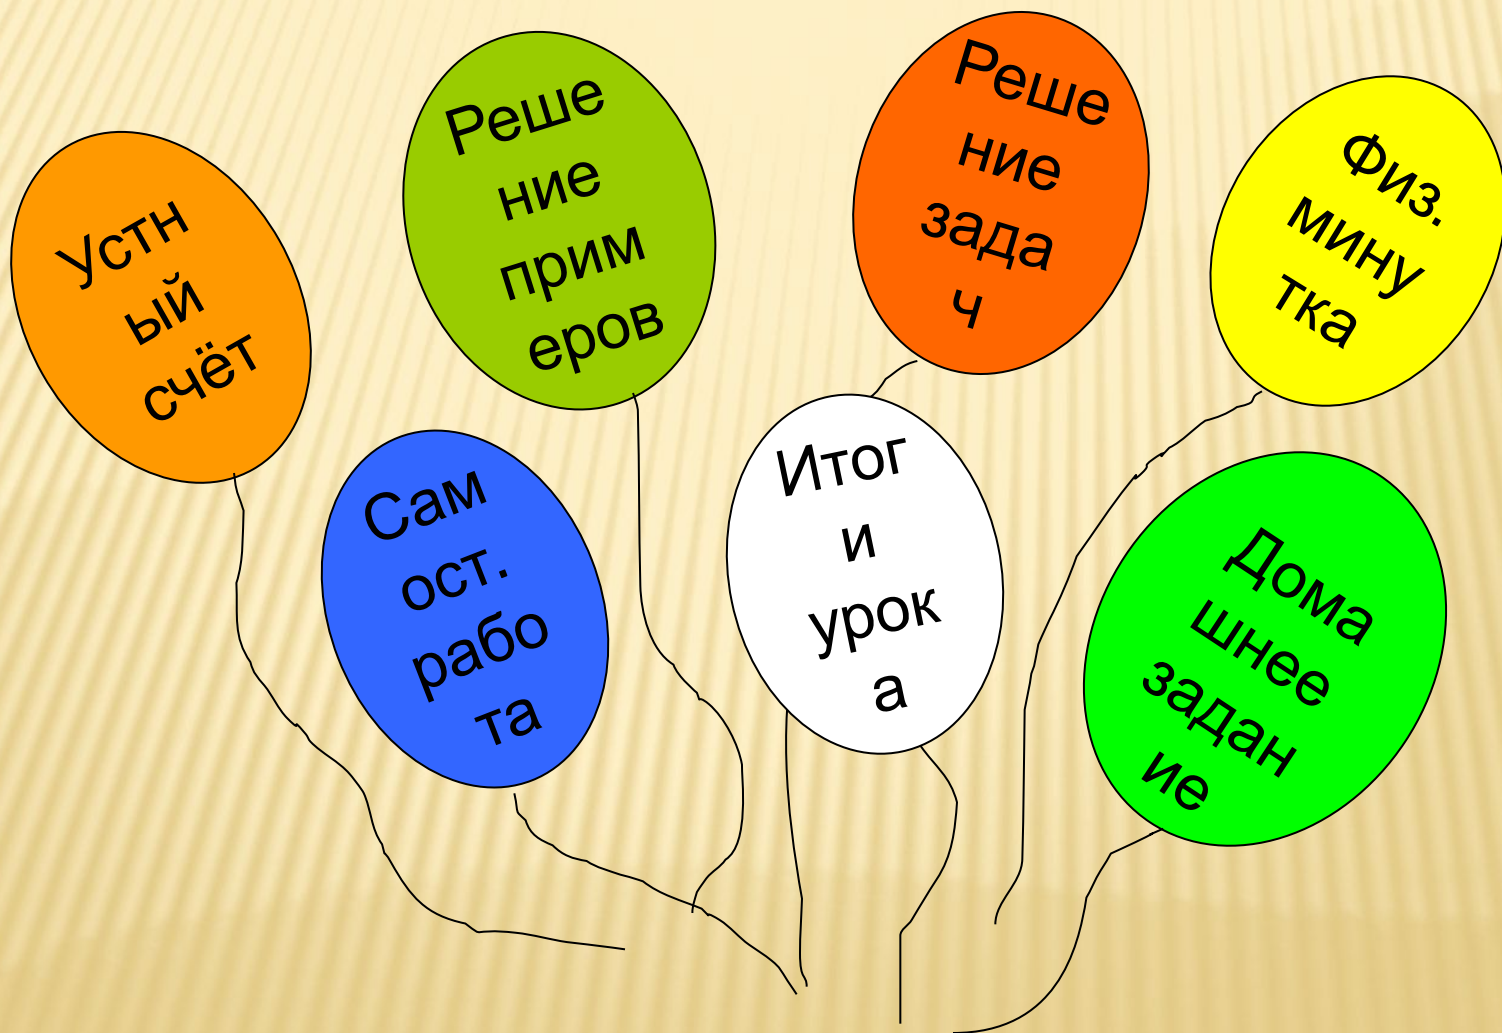 Устн
ый
счёт
Реше
ние
прим
еров
Реше
ние
зада
ч
Физ.
мину
тка
Сам
ост.
рабо
та
Итог
и
урок
а
Дома
шнее
задан
ие